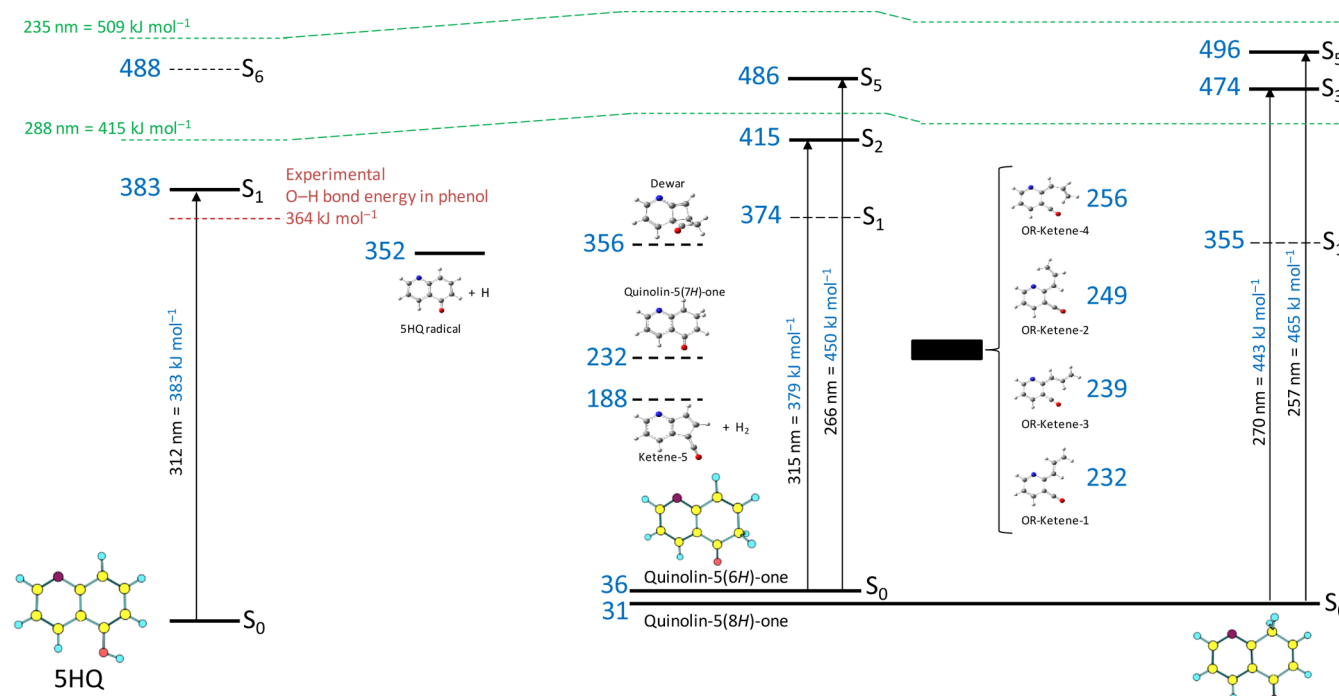 235 nm = 509 kJ mol⁻¹
488 S₆
288 nm = 415 kJ mol⁻¹
383 S₁
Experimental
O–H bond energy in phenol
364 kJ mol⁻¹
312 nm = 383 kJ mol⁻¹
S₀
5HQ
352
+ H
5HQ radical
486 S₅
415 S₂
374 S₁
Dewar
356
Quinolin-5(7H)-one
232
188
+ H₂
Ketene-5
315 nm = 379 kJ mol⁻¹
266 nm = 450 kJ mol⁻¹
36 Quinolin-5(6H)-one S₀
31 Quinolin-5(8H)-one
256
OR-Ketene-4
249
OR-Ketene-2
239
OR-Ketene-3
232
OR-Ketene-1
496 S₅
474 S₃
355 S₁
270 nm = 443 kJ mol⁻¹
257 nm = 465 kJ mol⁻¹